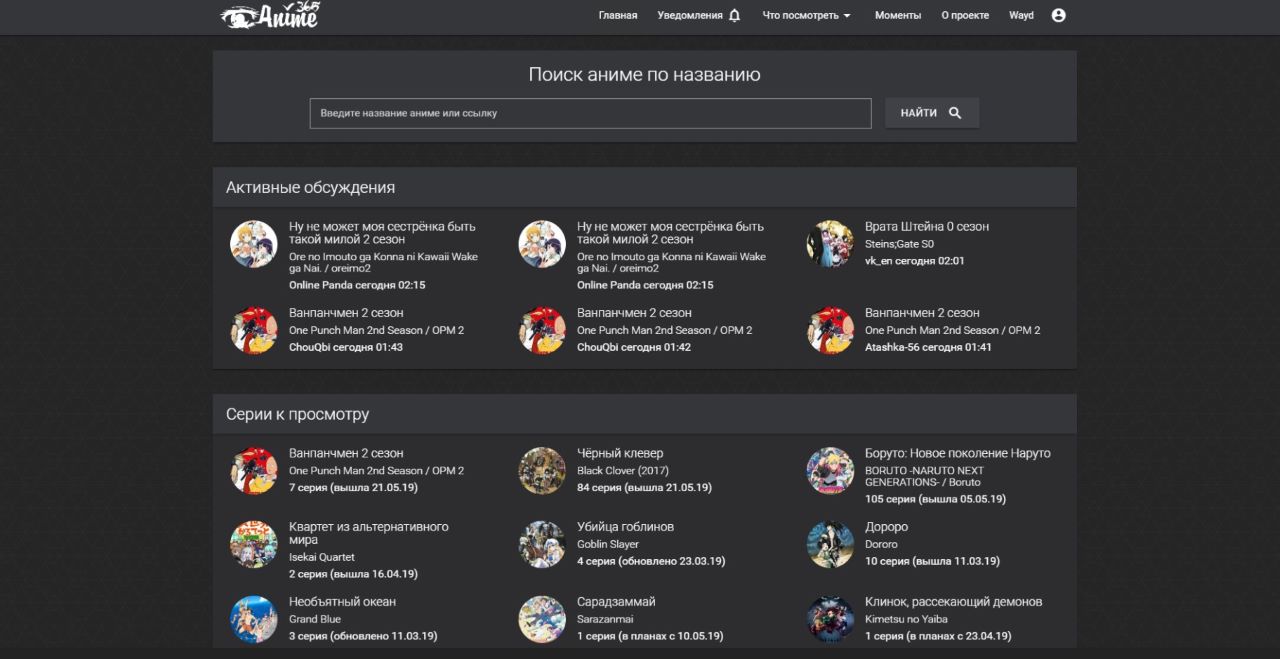 Anime 365
Главная Уведомления Что посмотреть Моменты О проекте Wayd
Поиск аниме по названию
Введите название аниме или ссылку
НАЙТИ
Активные обсуждения
Ну не может моя сестрёнка быть
такой милой 2 сезон
Ore no Imouto ga Konna ni Kawaii Wake
ga Nai. / oreimo2
Online Panda сегодня 02:15
Ну не может моя сестрёнка быть
такой милой 2 сезон
Ore no Imouto ga Konna ni Kawaii Wake
ga Nai. / oreimo2
Online Panda сегодня 02:15
Врата Штейна 0 сезон
Steins;Gate S0
vk_en сегодня 02:01
Ванпанчмен 2 сезон
One Punch Man 2nd Season / OPM 2
ChouQbi сегодня 01:43
Ванпанчмен 2 сезон
One Punch Man 2nd Season / OPM 2
ChouQbi сегодня 01:42
Ванпанчмен 2 сезон
One Punch Man 2nd Season / OPM 2
Atashka-56 сегодня 01:41
Серии к просмотру
Ванпанчмен 2 сезон
One Punch Man 2nd Season / OPM 2
7 серия (вышла 21.05.19)
Чёрный клевер
Black Clover (2017)
84 серия (вышла 21.05.19)
Боруто: Новое поколение Наруто
BORUTO -NARUTO NEXT
GENERATIONS- / Boruto
105 серия (вышла 05.05.19)
Квартет из альтернативного
мира
Isekai Quartet
2 серия (вышла 16.04.19)
Убийца гоблинов
Goblin Slayer
4 серия (обновлено 23.03.19)
Дороро
Dororo
10 серия (вышла 11.03.19)
Необъятный океан
Grand Blue
3 серия (обновлено 11.03.19)
Сарадзаммай
Sarazanmai
1 серия (в планах с 10.05.19)
Клинок, рассекающий демонов
Kimetsu no Yaiba
1 серия (в планах с 23.04.19)